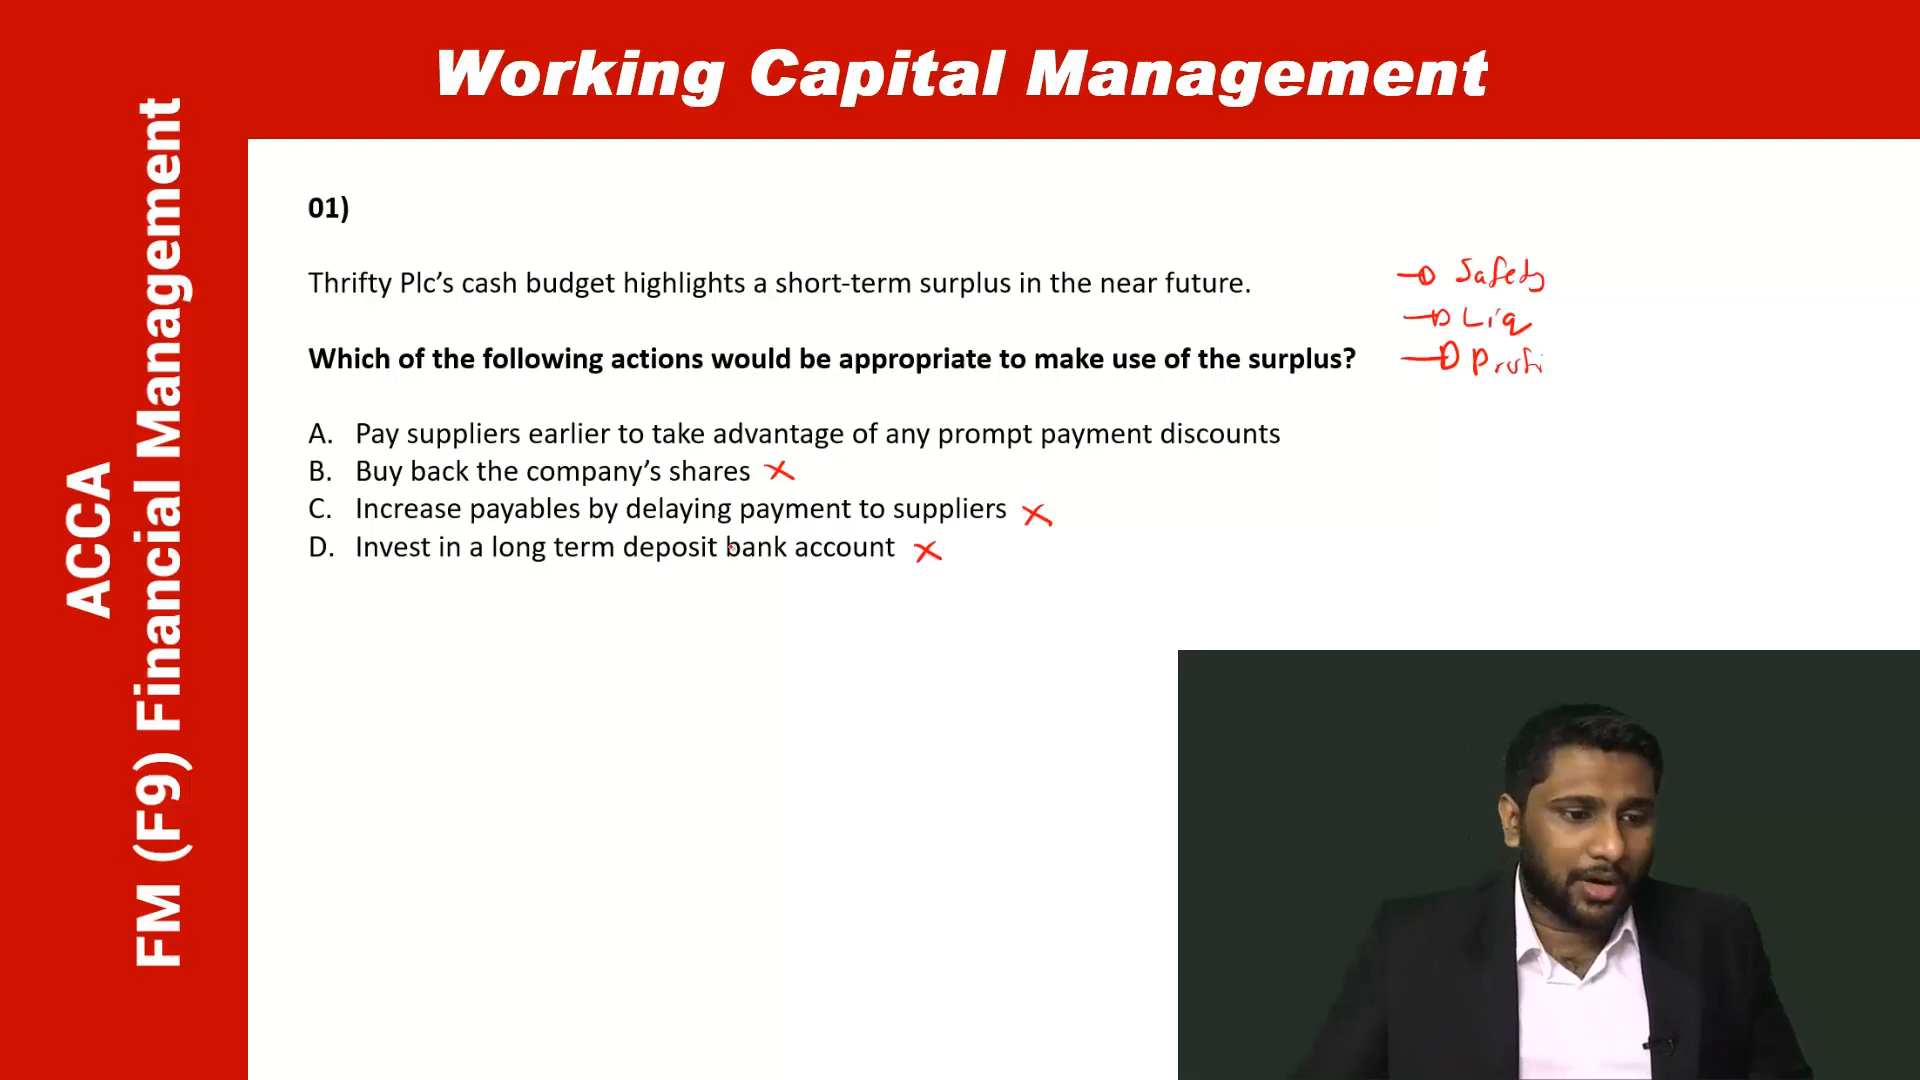 Working Capital Management
ACCA
FM (F9) Financial Management
01)
Thrifty Plc's cash budget highlights a short-term surplus in the near future.
Safety
Liq
Which of the following actions would be appropriate to make use of the surplus?
Profi
A. Pay suppliers earlier to take advantage of any prompt payment discounts
B. Buy back the company's shares
C. Increase payables by delaying payment to suppliers
D. Invest in a long term deposit bank account